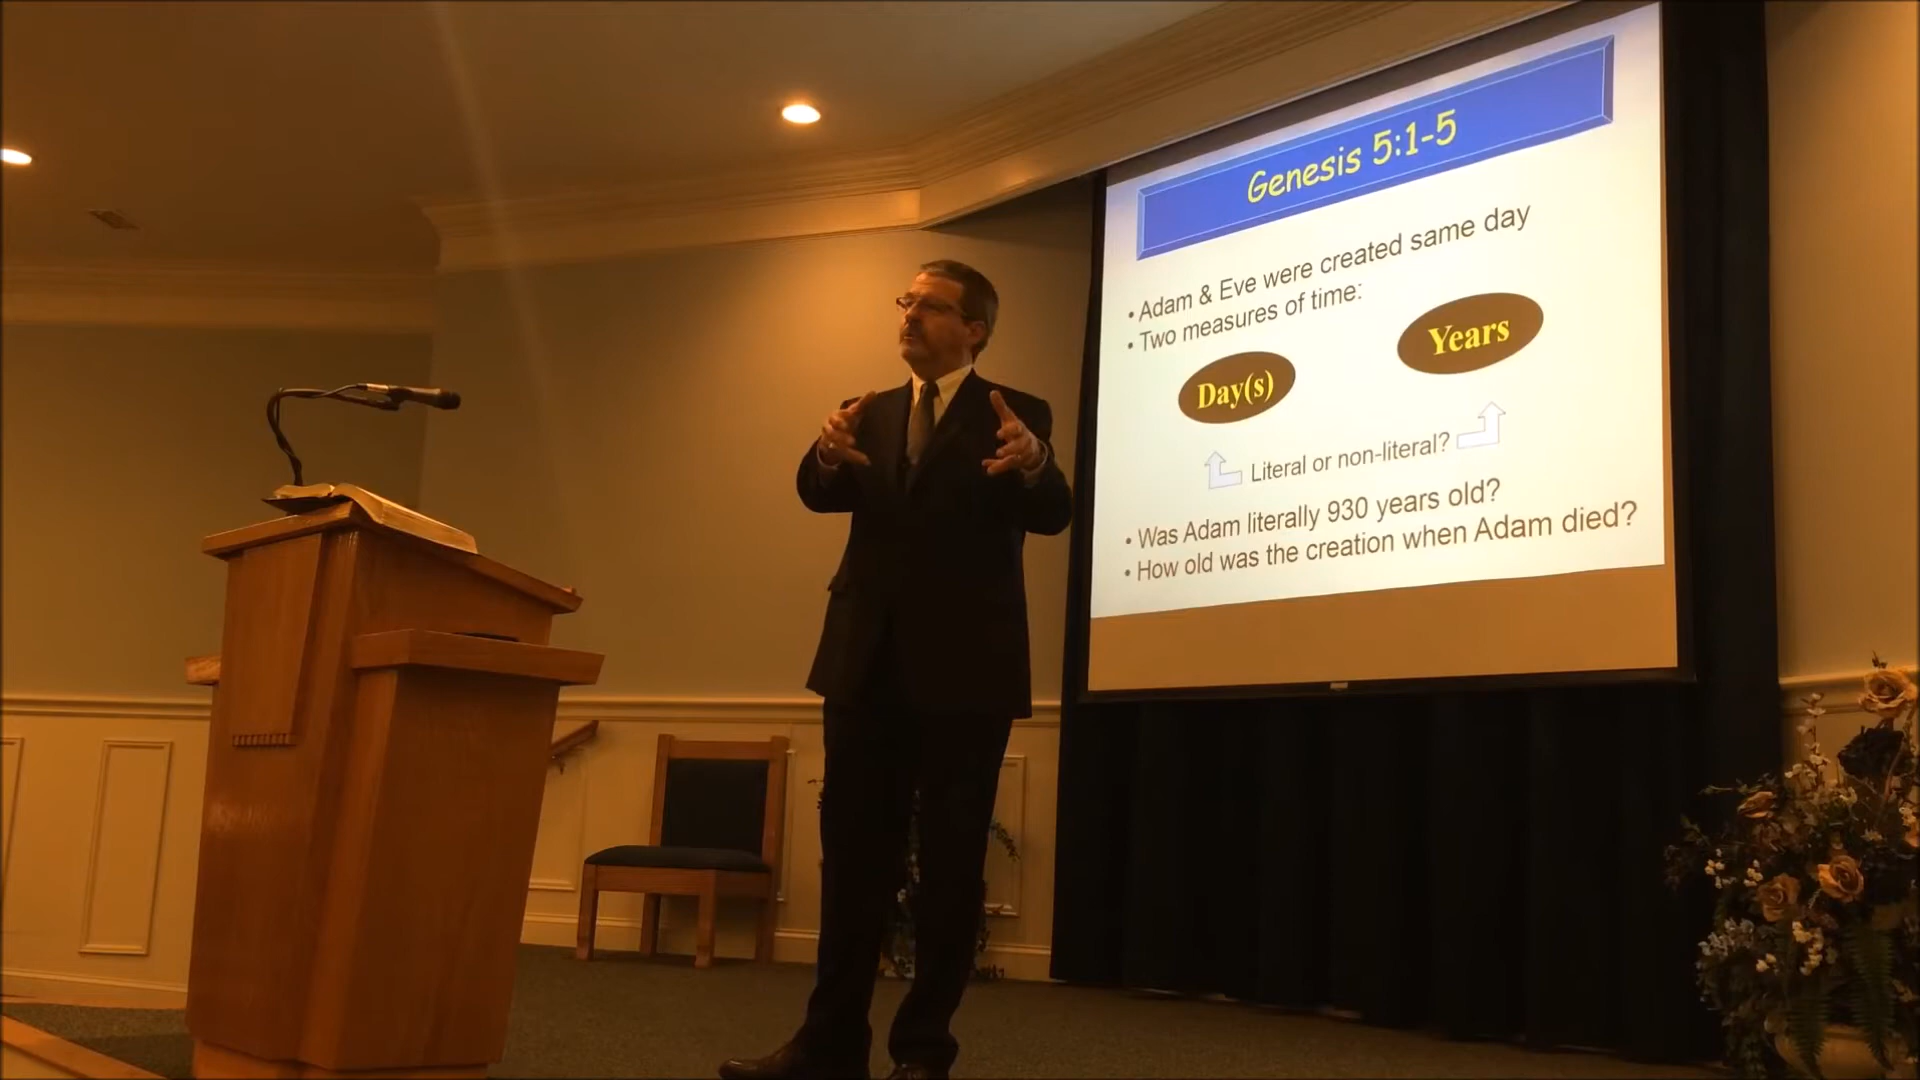 Genesis 5:1-5
• Adam & Eve were created same day
• Two measures of time:
Day(s)
Years
Literal or non-literal?
• Was Adam literally 930 years old?
• How old was the creation when Adam died?